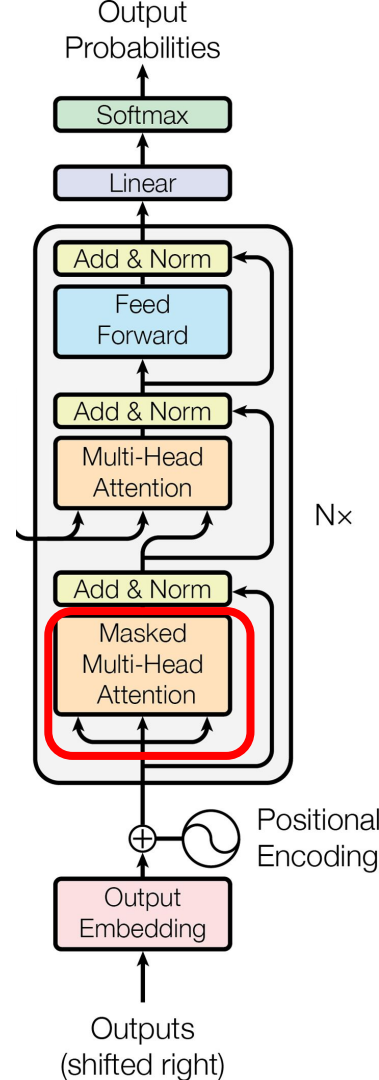 Output
Probabilities
Softmax
Linear
Add & Norm
Feed
Forward
Add & Norm
Multi-Head
Attention
N×
Add & Norm
Masked
Multi-Head
Attention
Positional
Encoding
Output
Embedding
Outputs
(shifted right)